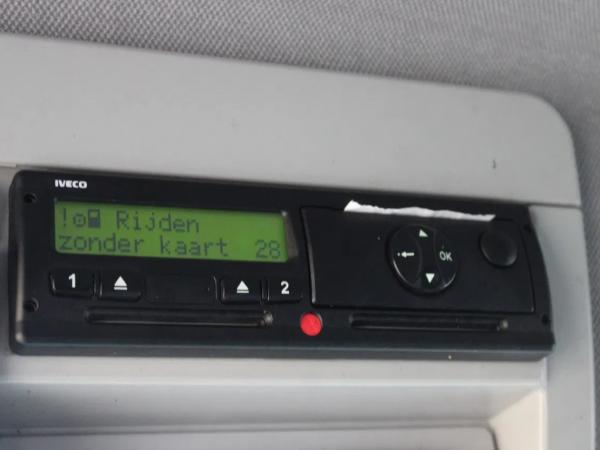 IVECO
! Rijden
zonder kaart 28
1 2
OK